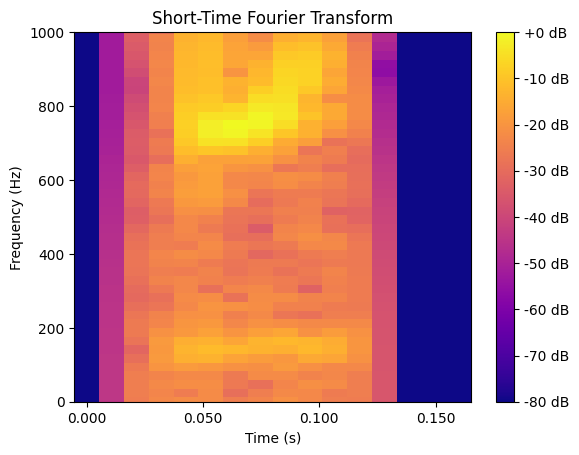 Short-Time Fourier Transform
Frequency (Hz)
1000
800
600
400
200
0
0.000
0.050
0.100
0.150
Time (s)
+0 dB
-10 dB
-20 dB
-30 dB
-40 dB
-50 dB
-60 dB
-70 dB
-80 dB